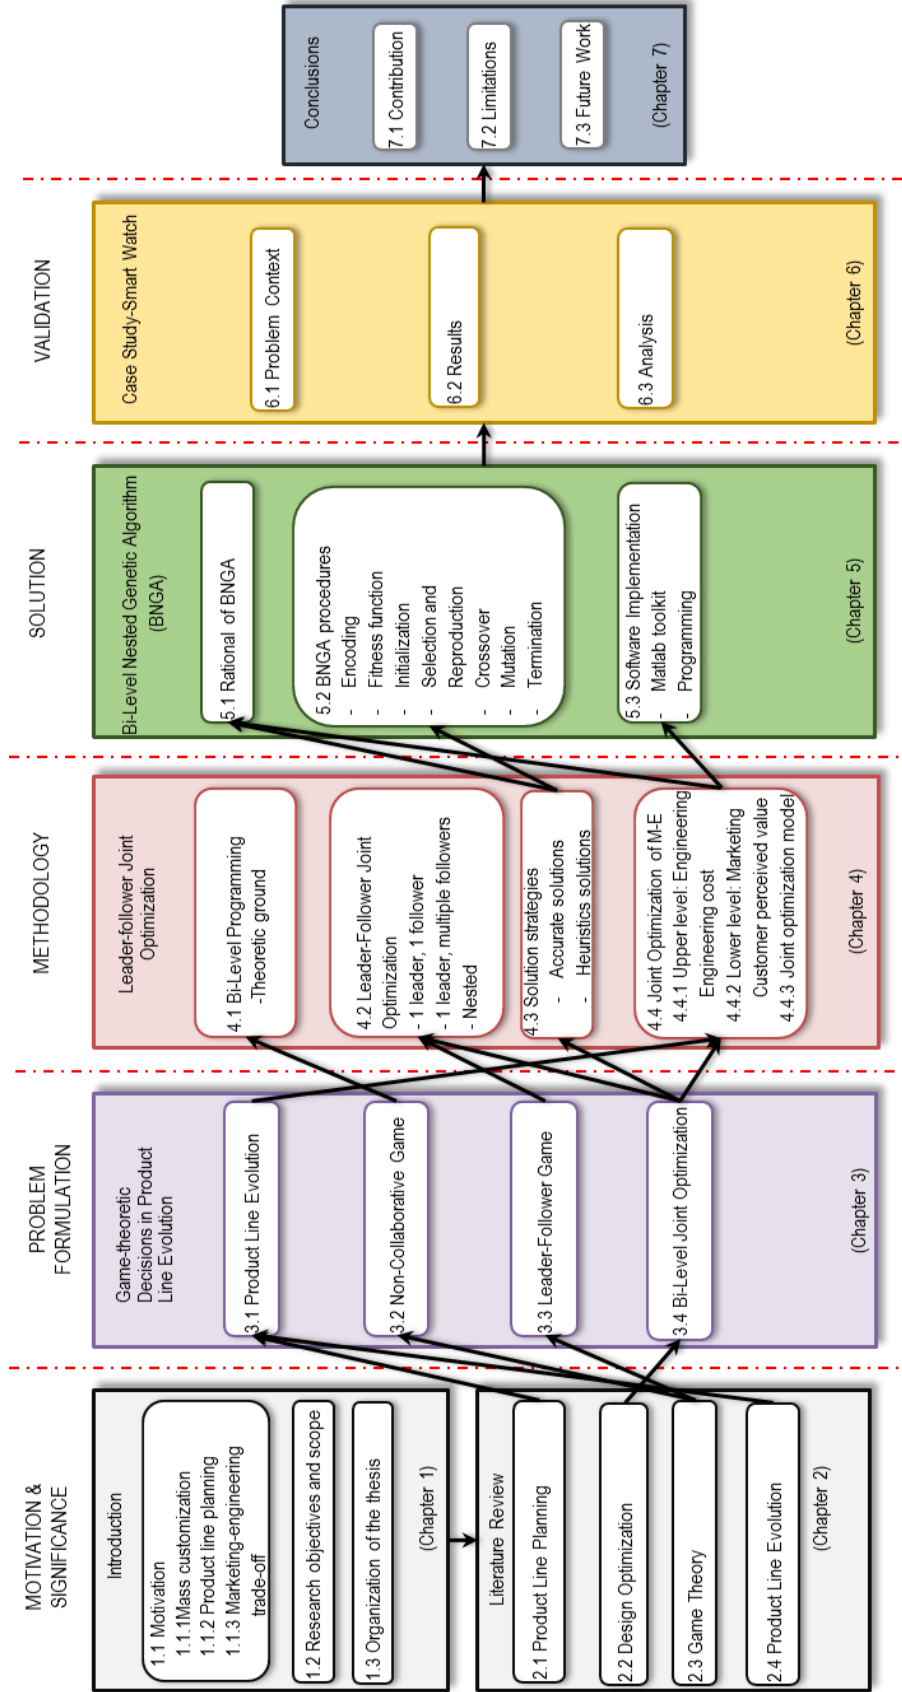 MOTIVATION &
SIGNIFICANCE
Introduction
1.1 Motivation
1.1.1Mass customization
1.1.2 Product line planning
1.1.3 Marketing-engineering
trade-off
1.2 Research objectives and scope
1.3 Organization of the thesis
(Chapter 1)
Literature Review
2.1 Product Line Planning
2.2 Design Optimization
2.3 Game Theory
2.4 Product Line Evolution
(Chapter 2)
PROBLEM
FORMULATION
Game-theoretic
Decisions in Product
Line Evolution
3.1 Product Line Evolution
3.2 Non-Collaborative Game
3.3 Leader-Follower Game
3.4 Bi-Level Joint Optimization
(Chapter 3)
METHODOLOGY
Leader-follower Joint
Optimization
4.1 Bi-Level Programming
-Theoretic ground
4.2 Leader-Follower Joint
Optimization
- 1 leader, 1 follower
- 1 leader, multiple followers
- Nested
4.3 Solution strategies
- Accurate solutions
- Heuristics solutions
4.4 Joint Optimization of M-E
4.4.1 Upper level: Engineering
Engineering cost
4.4.2 Lower level: Marketing
Customer perceived value
4.4.3 Joint optimization model
(Chapter 4)
SOLUTION
Bi-Level Nested Genetic Algorithm
(BNGA)
5.1 Rational of BNGA
5.2 BNGA procedures
- Encoding
- Fitness function
- Initialization
- Selection and
Reproduction
- Crossover
- Mutation
- Termination
5.3 Software Implementation
- Matlab toolkit
- Programming
(Chapter 5)
VALIDATION
Case Study-Smart Watch
6.1 Problem Context
6.2 Results
6.3 Analysis
(Chapter 6)
Conclusions
7.1 Contribution
7.2 Limitations
7.3 Future Work
(Chapter 7)